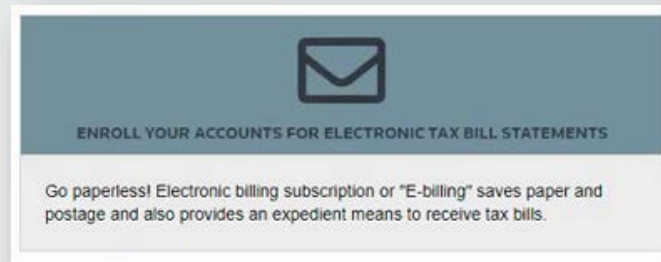 ENROLL YOUR ACCOUNTS FOR ELECTRONIC TAX BILL STATEMENTS
Go paperless! Electronic billing subscription or "E-billing" saves paper and
postage and also provides an expedient means to receive tax bills.